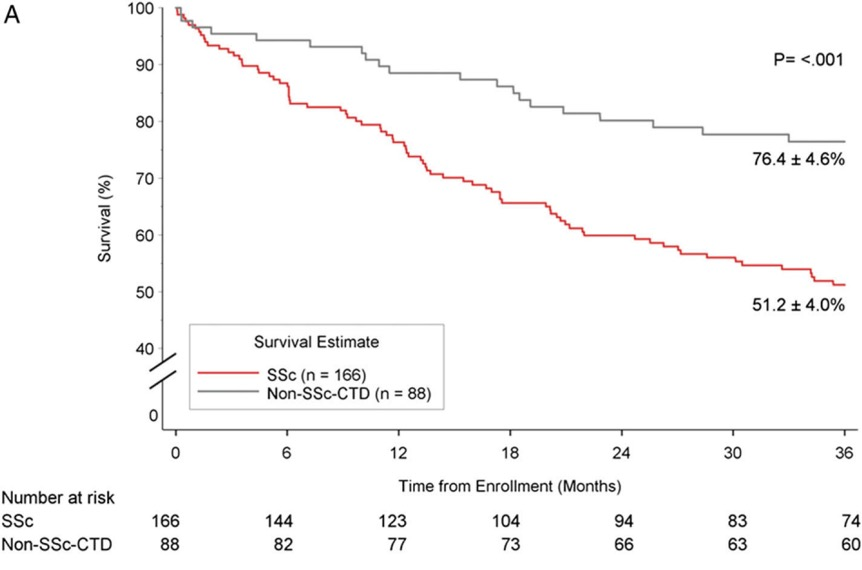 A
100
90
80
70
60
50
40
0
Survival (%)
P= <.001
76.4 ± 4.6%
51.2 ± 4.0%
Survival Estimate
SSc (n = 166)
Non-SSc-CTD (n = 88)
0 6 12 18 24 30 36
Time from Enrollment (Months)
Number at risk
SSc 166 144 123 104 94 83 74
Non-SSc-CTD 88 82 77 73 66 63 60